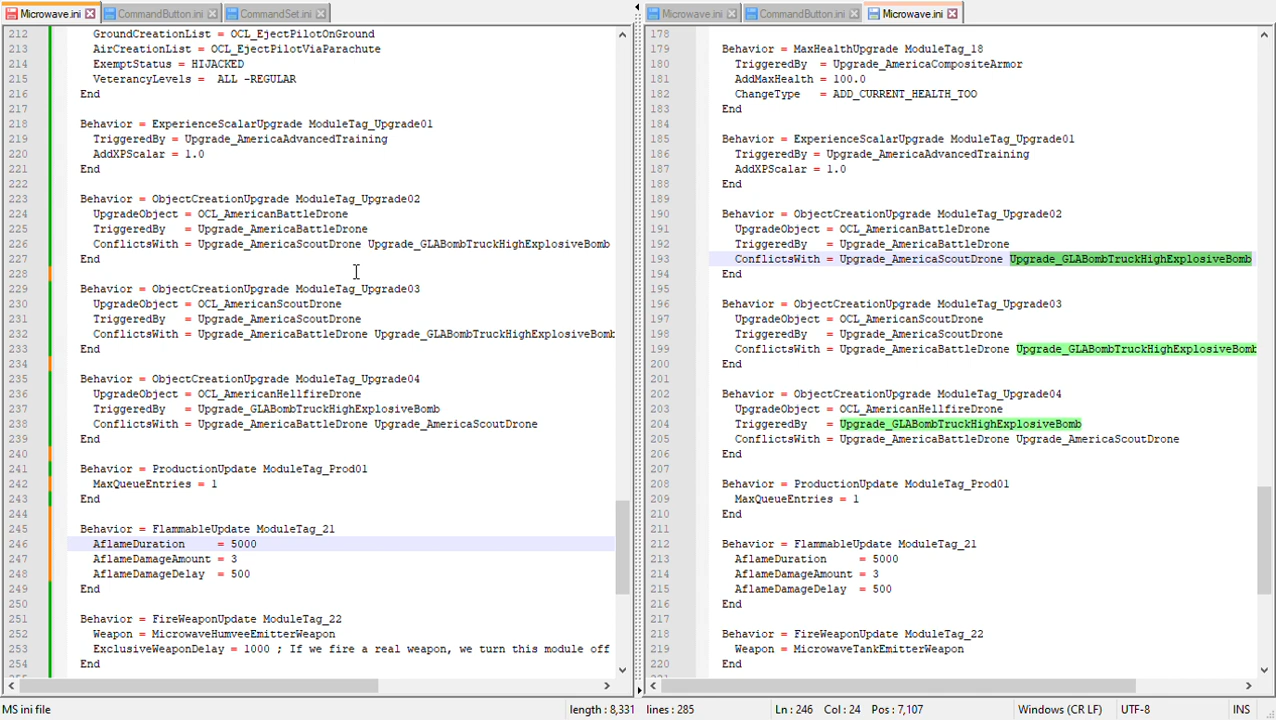 Microwave.ini CommandButton.ini CommandSet.ini
212 GroundCreationList = OCL_EjectPilotOnGround
213 AirCreationList = OCL_EjectPilotViaParachute
214 ExemptStatus = HIJACKED
215 VeterancyLevels = ALL -REGULAR
216 End
217
218 Behavior = ExperienceScalarUpgrade ModuleTag_Upgrade01
219 TriggeredBy = Upgrade_AmericaAdvancedTraining
220 AddXPScalar = 1.0
221 End
222
223 Behavior = ObjectCreationUpgrade ModuleTag_Upgrade02
224 UpgradeObject = OCL_AmericanBattleDrone
225 TriggeredBy = Upgrade_AmericaBattleDrone
226 ConflictsWith = Upgrade_AmericaScoutDrone Upgrade_GLABombTruckHighExplosiveBomb
227 End
228
229 Behavior = ObjectCreationUpgrade ModuleTag_Upgrade03
230 UpgradeObject = OCL_AmericanScoutDrone
231 TriggeredBy = Upgrade_AmericaScoutDrone
232 ConflictsWith = Upgrade_AmericaBattleDrone Upgrade_GLABombTruckHighExplosiveBomb
233 End
234
235 Behavior = ObjectCreationUpgrade ModuleTag_Upgrade04
236 UpgradeObject = OCL_AmericanHellfireDrone
237 TriggeredBy = Upgrade_GLABombTruckHighExplosiveBomb
238 ConflictsWith = Upgrade_AmericaBattleDrone Upgrade_AmericaScoutDrone
239 End
240
241 Behavior = ProductionUpdate ModuleTag_Prod01
242 MaxQueueEntries = 1
243 End
244
245 Behavior = FlammableUpdate ModuleTag_21
246 AflameDuration = 5000
247 AflameDamageAmount = 3
248 AflameDamageDelay = 500
249 End
250
251 Behavior = FireWeaponUpdate ModuleTag_22
252 Weapon = MicrowaveHumveeEmitterWeapon
253 ExclusiveWeaponDelay = 1000 ; If we fire a real weapon, we turn this module off
254 End
Microwave.ini CommandButton.ini Microwave.ini
178
179 Behavior = MaxHealthUpgrade ModuleTag_18
180 TriggeredBy = Upgrade_AmericaCompositeArmor
181 AddMaxHealth = 100.0
182 ChangeType = ADD_CURRENT_HEALTH_TOO
183 End
184
185 Behavior = ExperienceScalarUpgrade ModuleTag_Upgrade01
186 TriggeredBy = Upgrade_AmericaAdvancedTraining
187 AddXPScalar = 1.0
188 End
189
190 Behavior = ObjectCreationUpgrade ModuleTag_Upgrade02
191 UpgradeObject = OCL_AmericanBattleDrone
192 TriggeredBy = Upgrade_AmericaBattleDrone
193 ConflictsWith = Upgrade_AmericaScoutDrone Upgrade_GLABombTruckHighExplosiveBomb
194 End
195
196 Behavior = ObjectCreationUpgrade ModuleTag_Upgrade03
197 UpgradeObject = OCL_AmericanScoutDrone
198 TriggeredBy = Upgrade_AmericaScoutDrone
199 ConflictsWith = Upgrade_AmericaBattleDrone Upgrade_GLABombTruckHighExplosiveBomb
200 End
201
202 Behavior = ObjectCreationUpgrade ModuleTag_Upgrade04
203 UpgradeObject = OCL_AmericanHellfireDrone
204 TriggeredBy = Upgrade_GLABombTruckHighExplosiveBomb
205 ConflictsWith = Upgrade_AmericaBattleDrone Upgrade_AmericaScoutDrone
206 End
207
208 Behavior = ProductionUpdate ModuleTag_Prod01
209 MaxQueueEntries = 1
210 End
211
212 Behavior = FlammableUpdate ModuleTag_21
213 AflameDuration = 5000
214 AflameDamageAmount = 3
215 AflameDamageDelay = 500
216 End
217
218 Behavior = FireWeaponUpdate ModuleTag_22
219 Weapon = MicrowaveTankEmitterWeapon
220 End
MS ini file length : 8,331 lines : 285 Ln : 246 Col : 24 Pos : 7,107 Windows (CR LF) UTF-8 INS